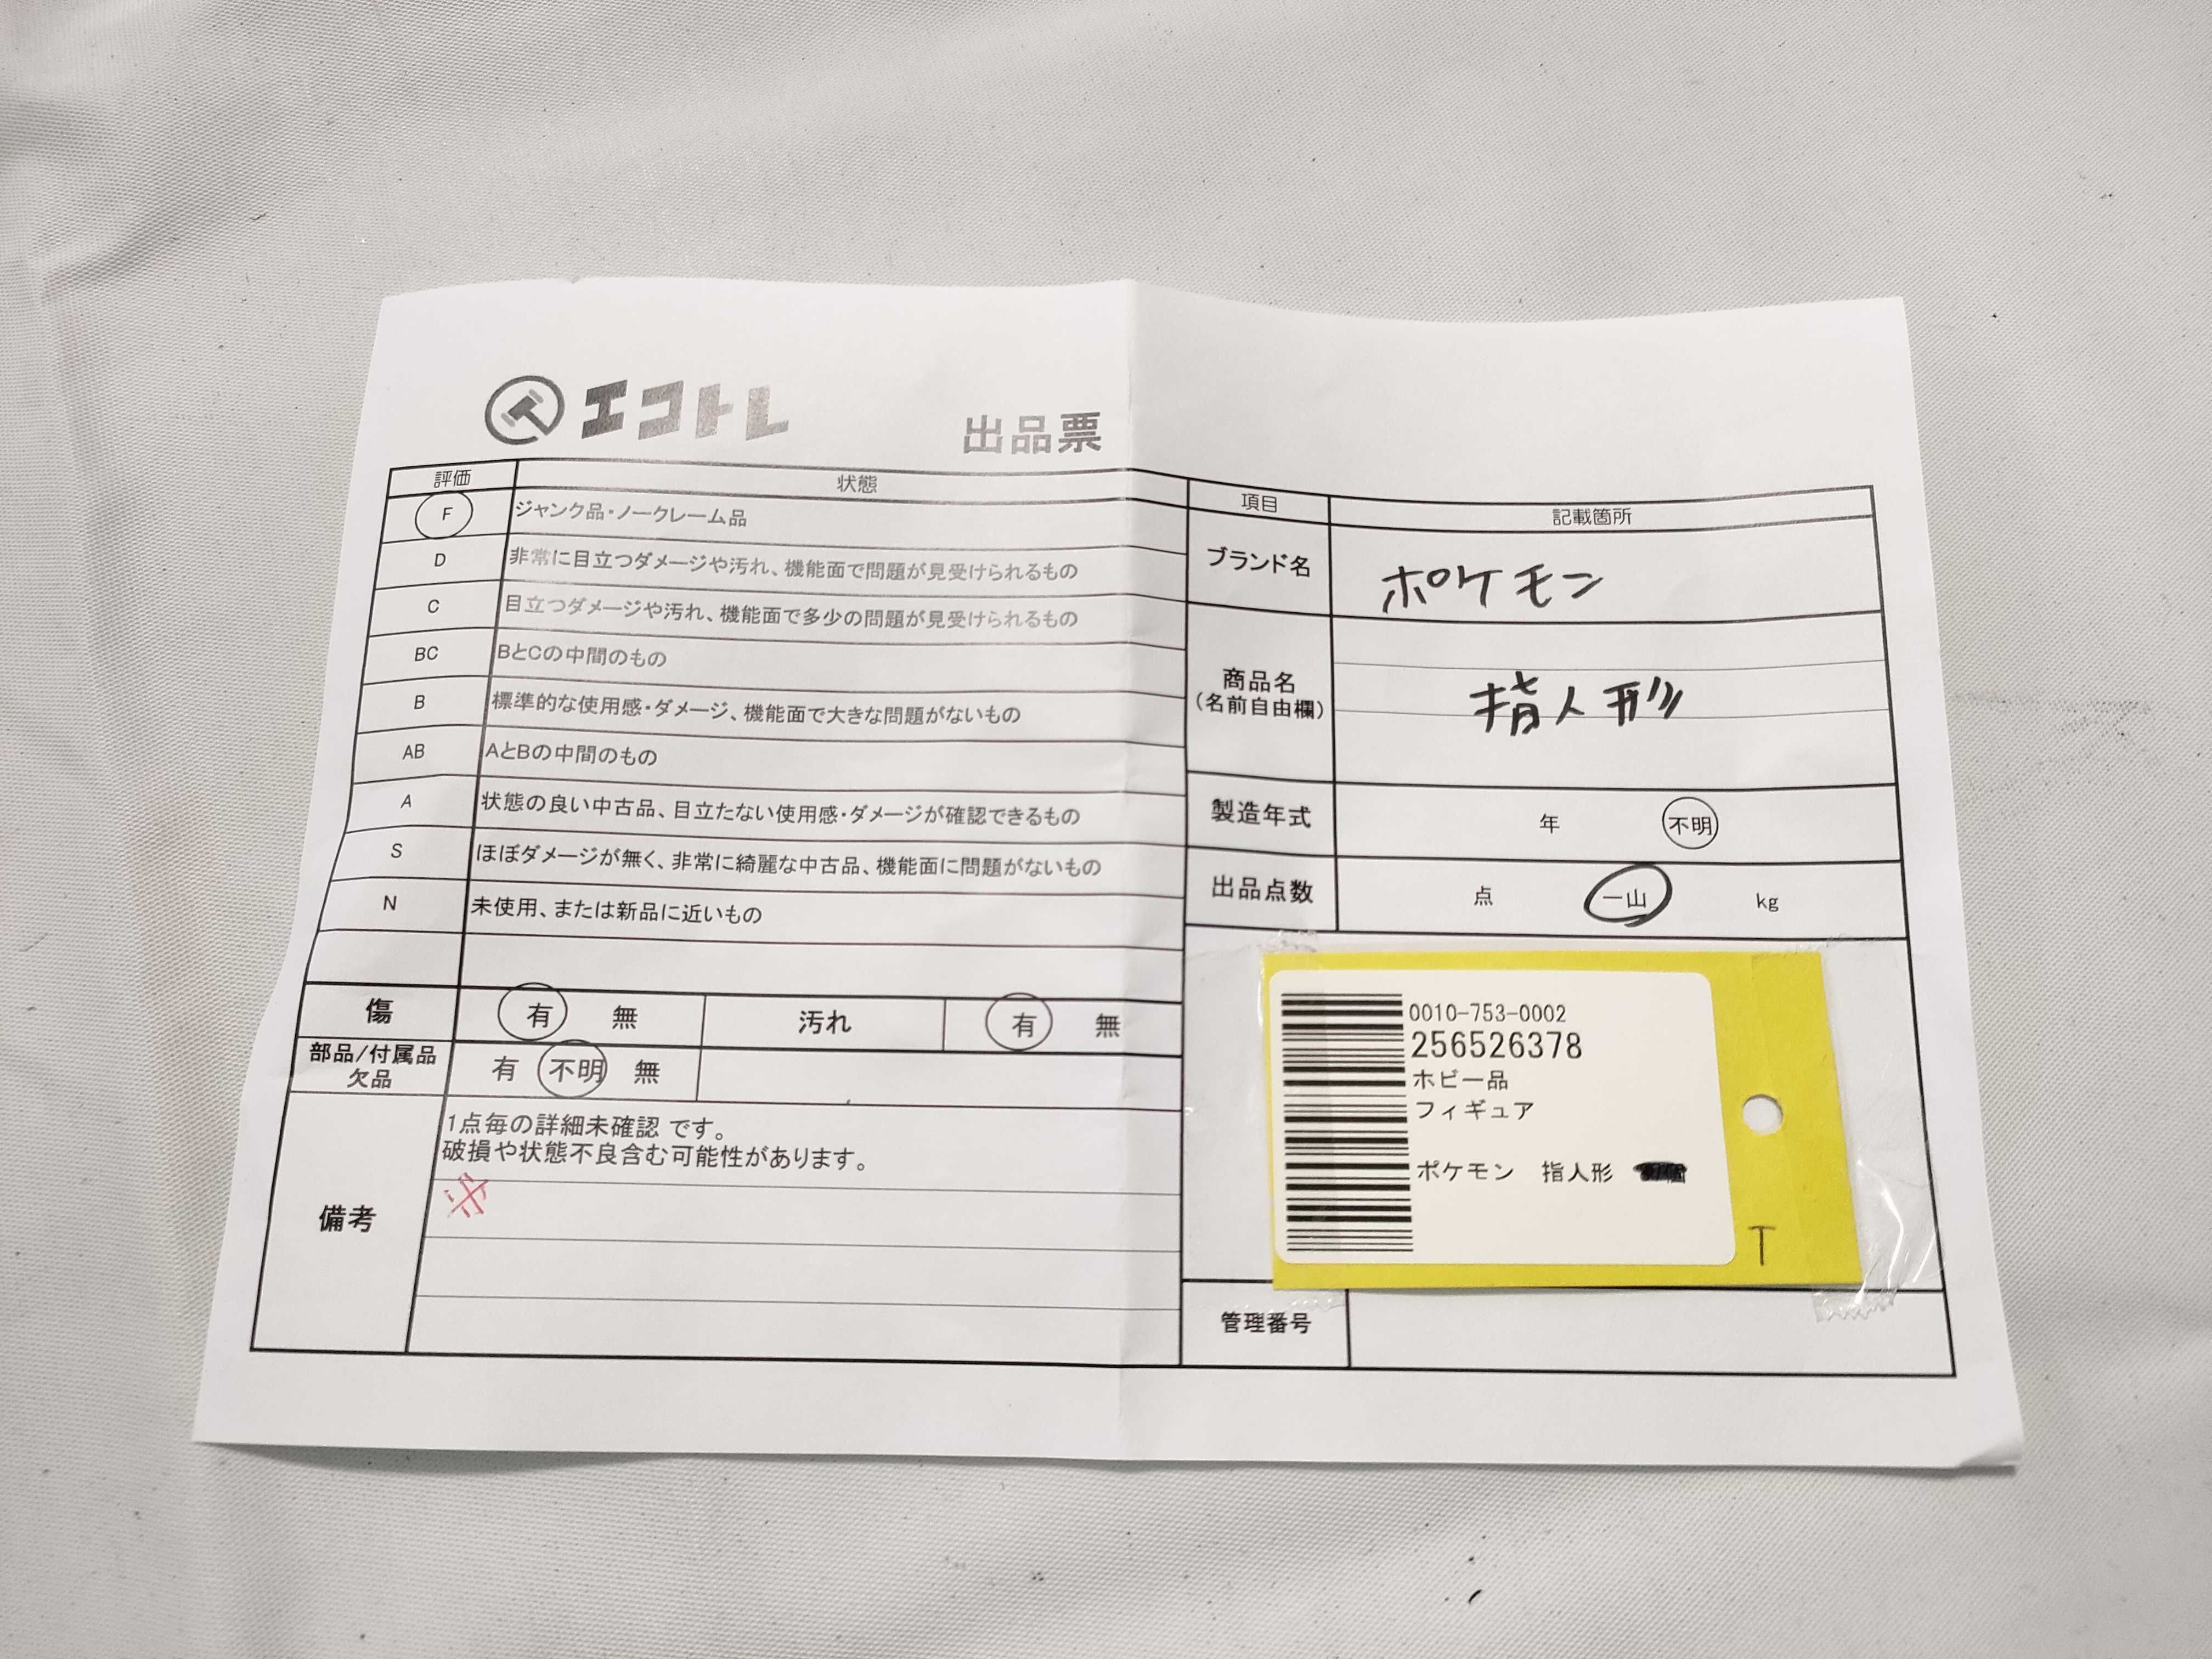 エコトレ
出品票
評価 状態
F ジャンク品・ノークレーム品
D 非常に目立つダメージや汚れ、機能面で問題が見受けられるもの
C 目立つダメージや汚れ、機能面で多少の問題が見受けられるもの
BC BとCの中間のもの
B 標準的な使用感・ダメージ、機能面で大きな問題がないもの
AB AとBの中間のもの
A 状態の良い中古品、目立たない使用感・ダメージが確認できるもの
S ほぼダメージが無く、非常に綺麗な中古品、機能面に問題がないもの
N 未使用、または新品に近いもの
傷 有 無 汚れ 有 無
部品/付属品
欠品 有 不明 無
備考
1点毎の詳細未確認 です。
破損や状態不良含む可能性があります。
項目 記載箇所
ブランド名 ポケモン
商品名
(名前自由欄)
指人形
製造年式 年 不明
出品点数 点 一山 kg
0010-753-0002
256526378
ホビー品
フィギュア
ポケモン 指人形
T
管理番号